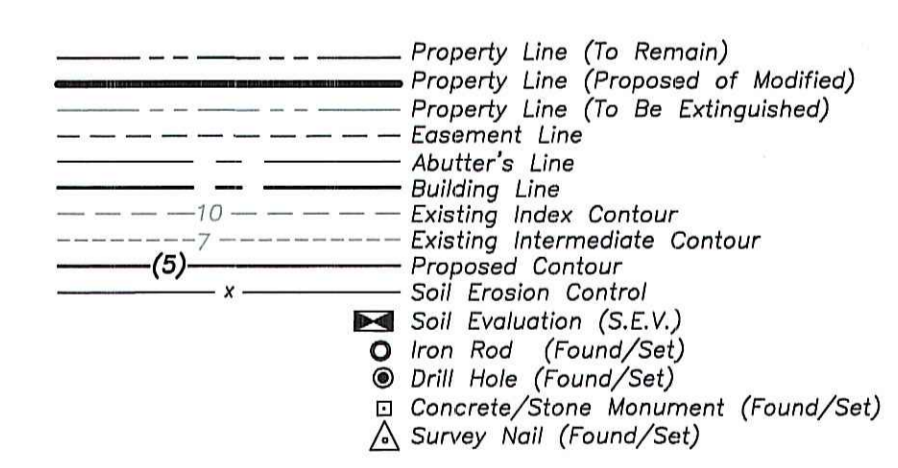 Property Line (To Remain)
Property Line (Proposed of Modified)
Property Line (To Be Extinguished)
Easement Line
Abutter's Line
Building Line
10 Existing Index Contour
7 Existing Intermediate Contour
(5) Proposed Contour
x Soil Erosion Control
Soil Evaluation (S.E.V.)
Iron Rod (Found/Set)
Drill Hole (Found/Set)
Concrete/Stone Monument (Found/Set)
Survey Nail (Found/Set)